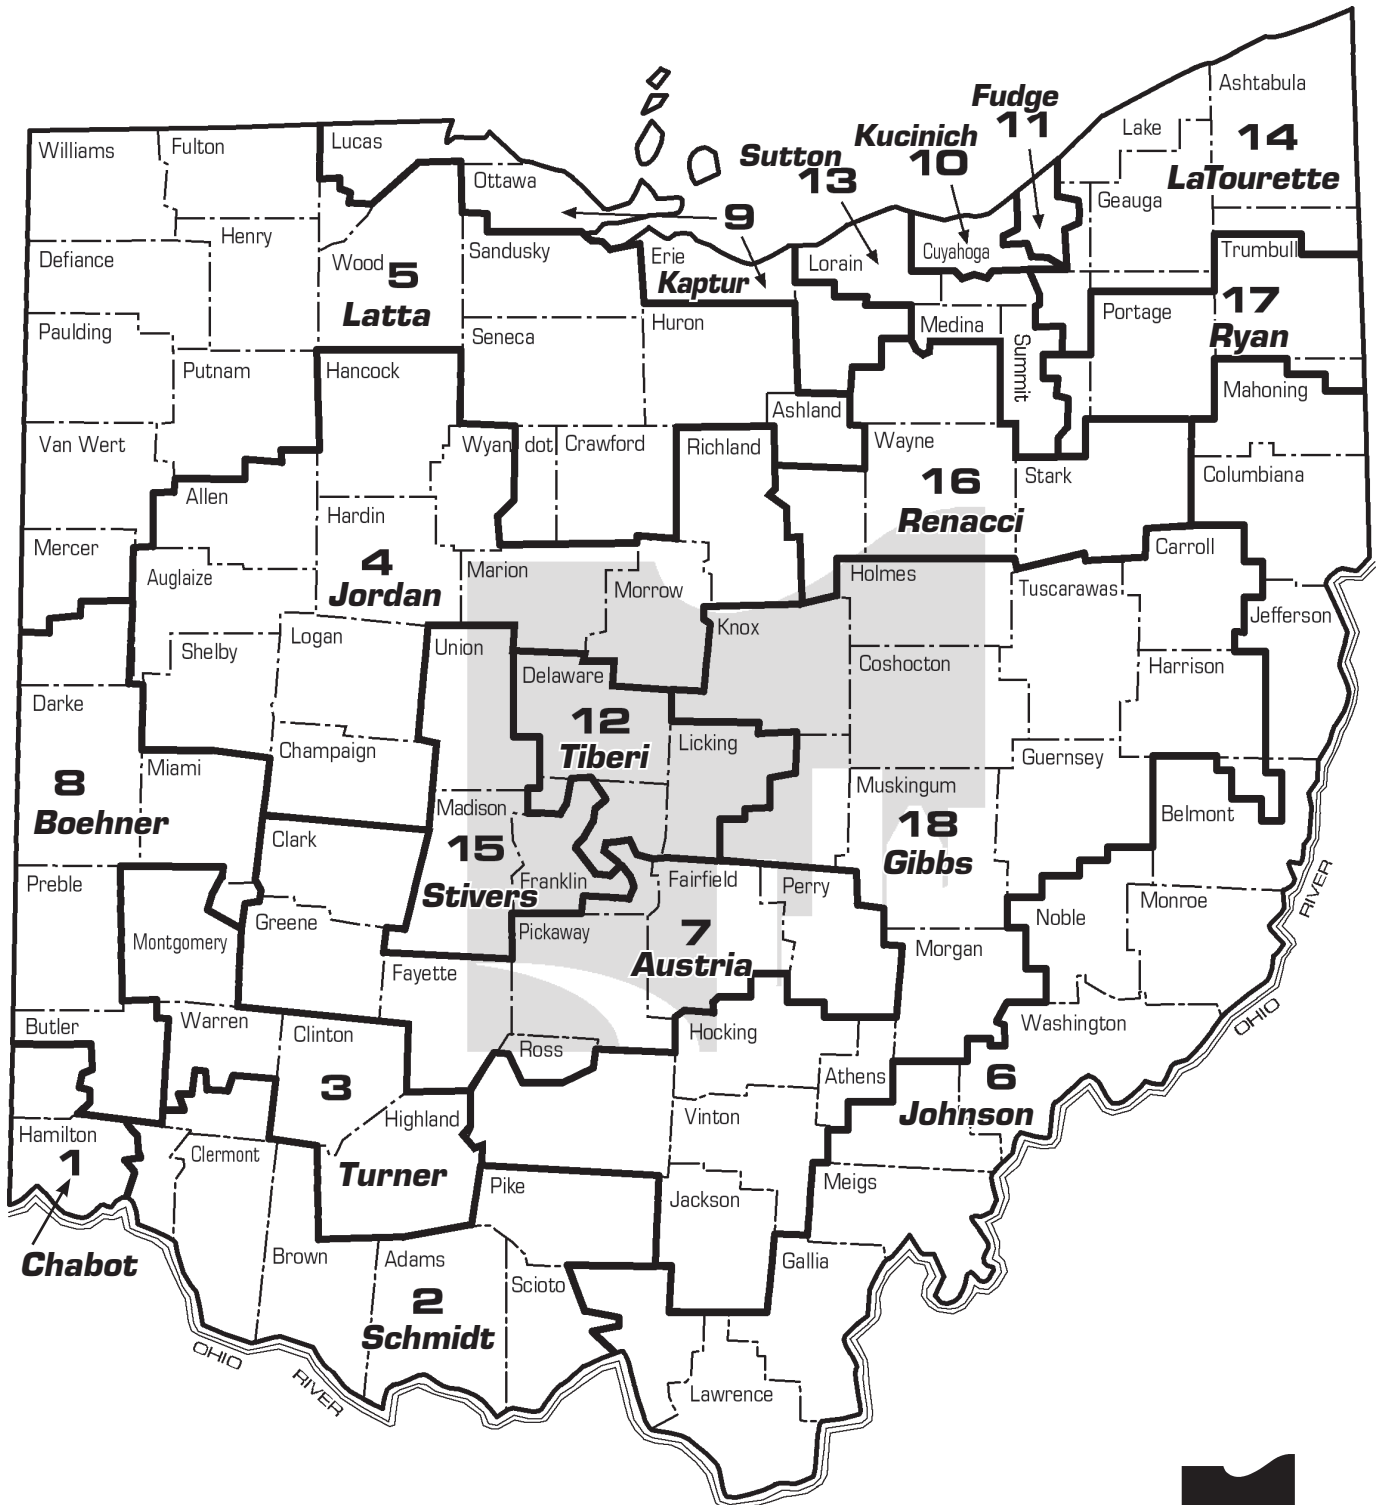 Fudge
11
Ashtabula
Lake
14
LaTourette
Kucinich
10
Sutton
13
Williams
Fulton
Lucas
Ottawa
Geauga
9
Henry
Defiance
Wood
5
Latta
Sandusky
Erie
Kaptur
Lorain
Cuyahoga
Trumbull
17
Ryan
Portage
Paulding
Putnam
Hancock
Seneca
Huron
Medina
Summit
Mahoning
Ashland
Van Wert
Wyan dot
Crawford
Richland
Wayne
16
Renacci
Stark
Columbiana
Allen
Hardin
Mercer
Auglaize
4
Jordan
Marion
Morrow
Holmes
Tuscarawas
Carroll
Jefferson
Logan
Shelby
Union
Knox
Coshocton
Harrison
Delaware
12
Tiberi
Darke
8
Boehner
Miami
Champaign
Licking
Guernsey
Muskingum
18
Gibbs
Belmont
Madison
15
Stivers
Clark
Franklin
Preble
Fairfield
Perry
Noble
Monroe
Greene
Montgomery
Pickaway
7
Austria
Morgan
Fayette
Butler
Warren
Clinton
Ross
Hocking
Washington
OHIO
RIVER
Athens
6
Johnson
3
Highland
Turner
Vinton
Hamilton
1
Chabot
Clermont
Pike
Jackson
Meigs
Brown
Adams
2
Schmidt
Scioto
Gallia
Lawrence
OHIO
RIVER